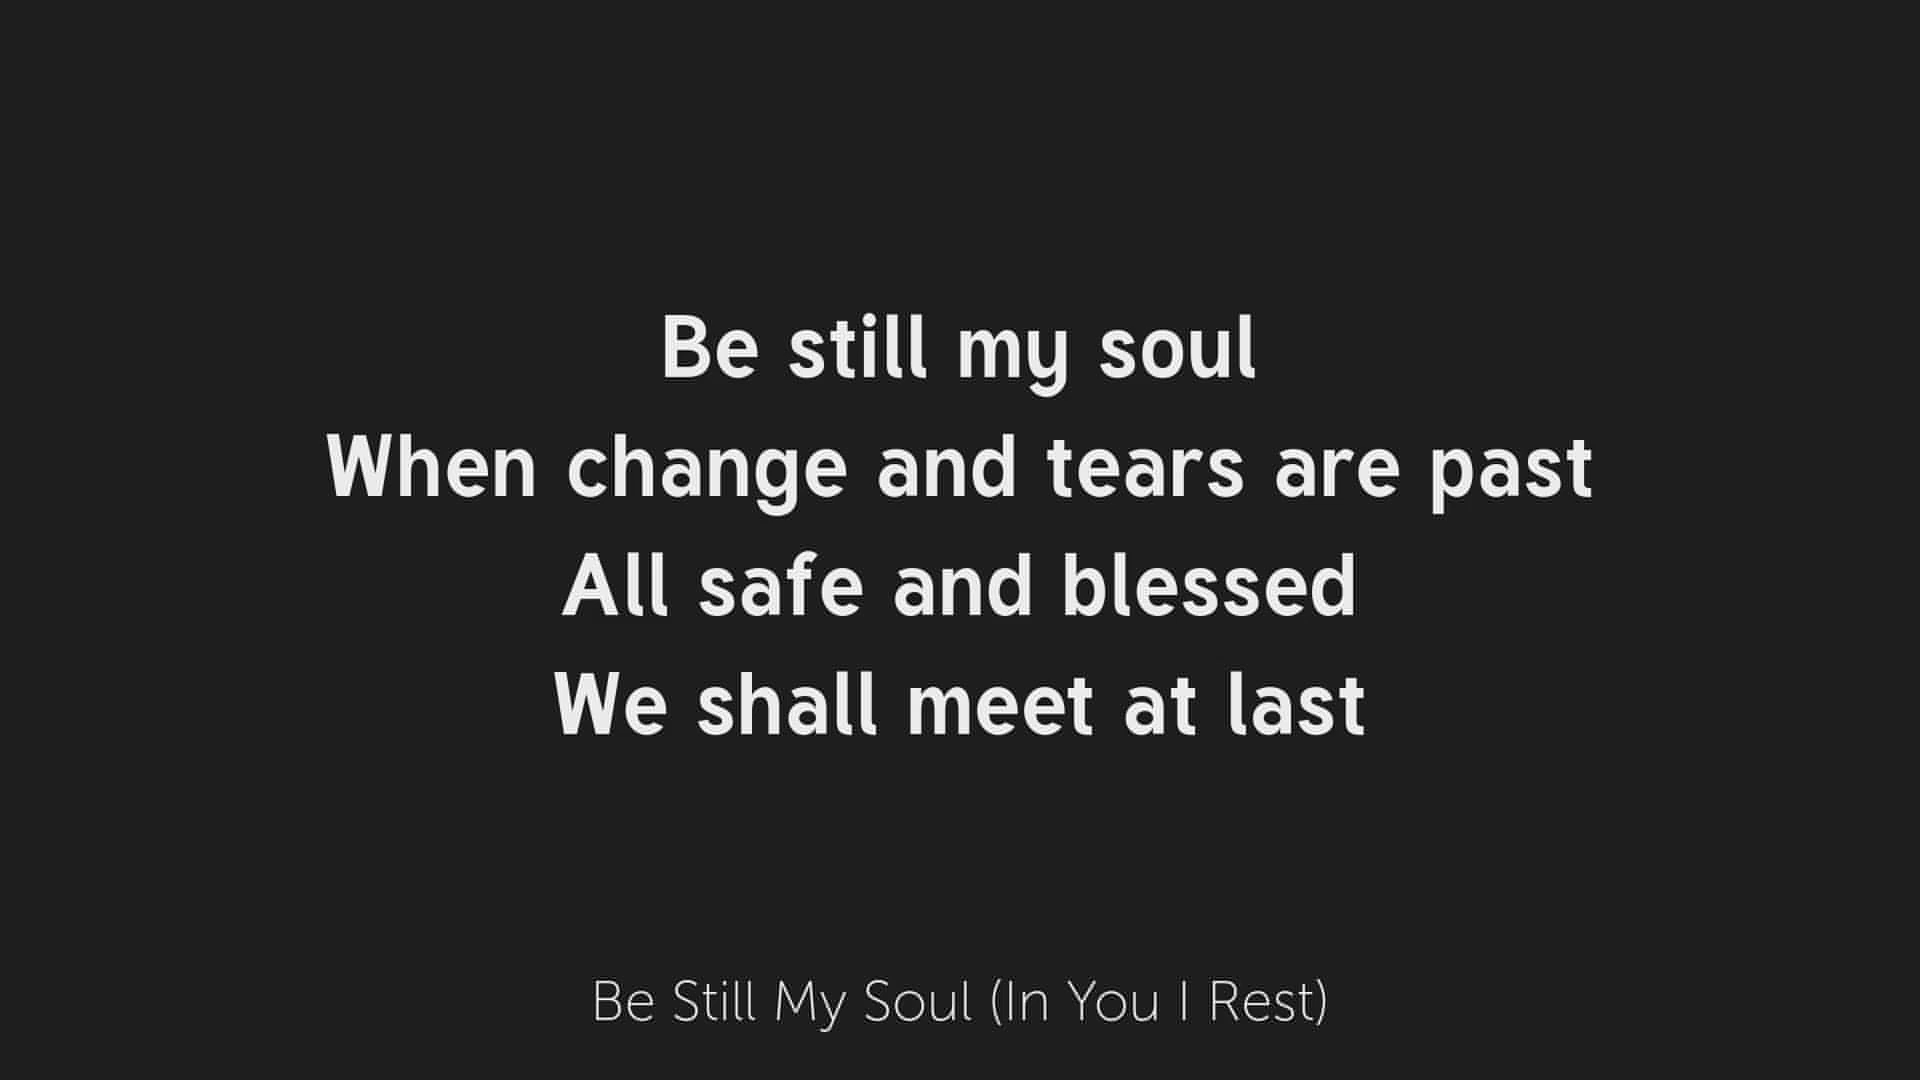 Be still my soul
When change and tears are past
All safe and blessed
We shall meet at last
Be Still My Soul (In You I Rest)